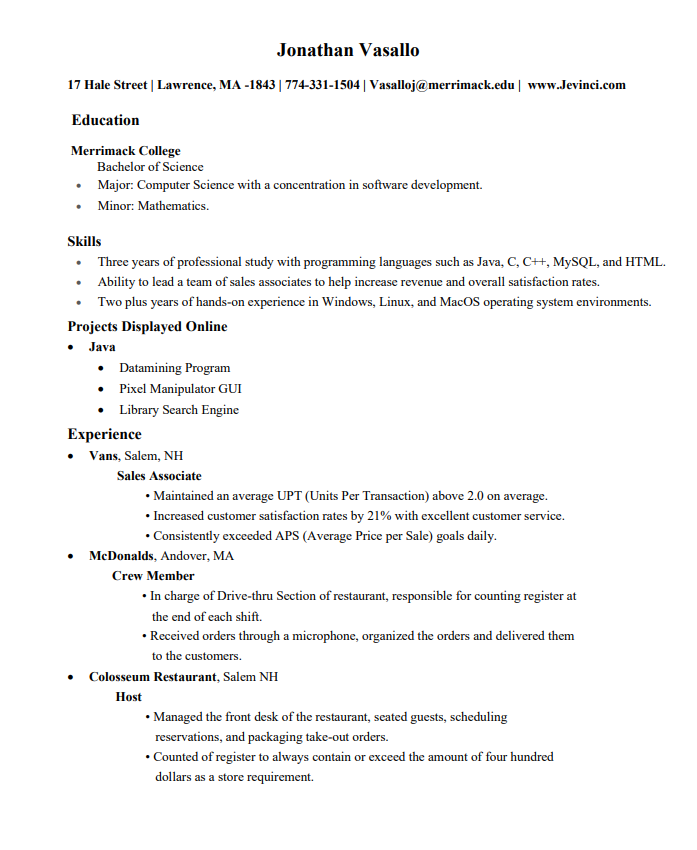 Jonathan Vasallo
17 Hale Street | Lawrence, MA -1843 | 774-331-1504 | Vasalloj@merrimack.edu | www.Jevinci.com
Education
Merrimack College
Bachelor of Science
• Major: Computer Science with a concentration in software development.
• Minor: Mathematics.
Skills
• Three years of professional study with programming languages such as Java, C, C++, MySQL, and HTML.
• Ability to lead a team of sales associates to help increase revenue and overall satisfaction rates.
• Two plus years of hands-on experience in Windows, Linux, and MacOS operating system environments.
Projects Displayed Online
• Java
• Datamining Program
• Pixel Manipulator GUI
• Library Search Engine
Experience
• Vans, Salem, NH
Sales Associate
• Maintained an average UPT (Units Per Transaction) above 2.0 on average.
• Increased customer satisfaction rates by 21% with excellent customer service.
• Consistently exceeded APS (Average Price per Sale) goals daily.
• McDonalds, Andover, MA
Crew Member
• In charge of Drive-thru Section of restaurant, responsible for counting register at
the end of each shift.
• Received orders through a microphone, organized the orders and delivered them
to the customers.
• Colosseum Restaurant, Salem NH
Host
• Managed the front desk of the restaurant, seated guests, scheduling
reservations, and packaging take-out orders.
• Counted of register to always contain or exceed the amount of four hundred
dollars as a store requirement.